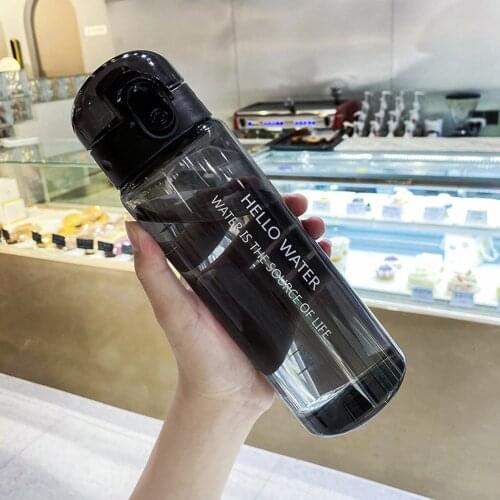 HELLO WATER
WATER IS THE SOURCE OF LIFE